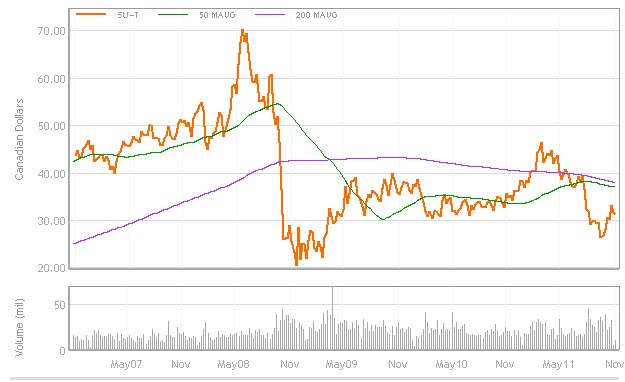 SU-T 50 MAVG 200 MAVG
70.00
60.00
50.00
40.00
30.00
20.00
Canadian Dollars
50
0
Volume (mil)
May07 Nov May08 Nov May09 Nov May10 Nov May11 Nov